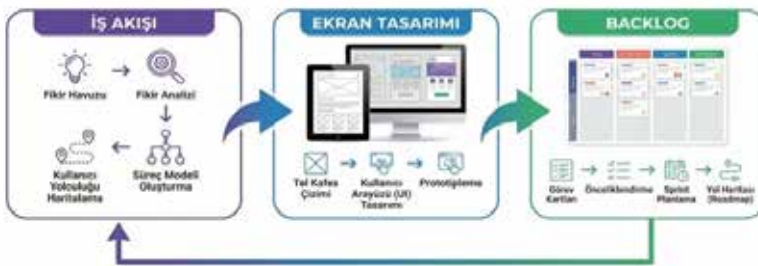 İŞ AKIŞI
Fikir Havuzu
Fikir Analizi
Kullanıcı
Yolculuğu
Haritalama
Süreç Modeli
Oluşturma
EKRAN TASARIMI
Tel Kafes
Çizimi
Kullanıcı
Arayüzü (UI)
Tasarımı
Prototipleme
BACKLOG
Görev
Kartları
Önceliklendirme
Sprint
Planlama
Yol Haritası
(Roadmap)